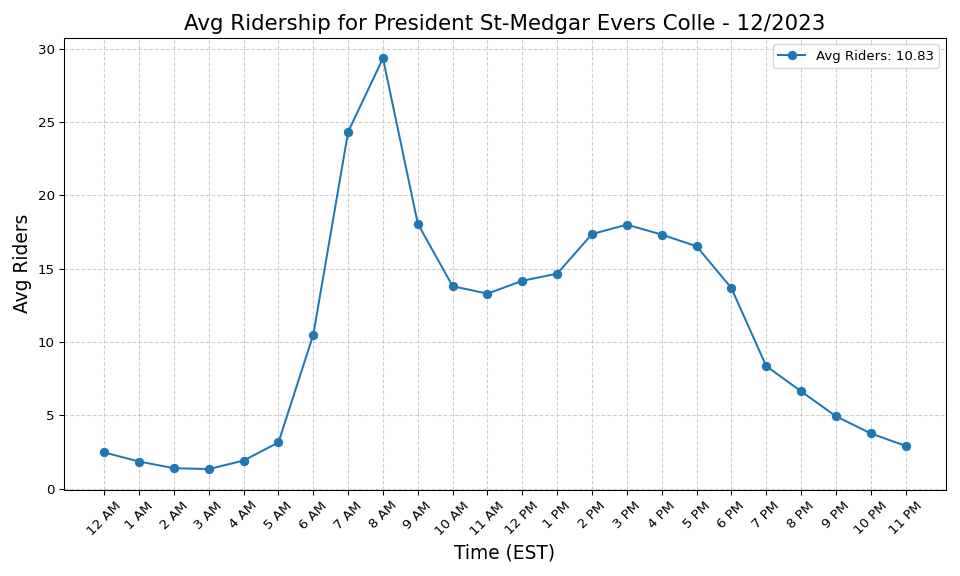 Avg Ridership for President St-Medgar Evers Colle - 12/2023
Avg Riders: 10.83
30
25
20
15
10
5
0
Avg Riders
12 AM
1 AM
2 AM
3 AM
4 AM
5 AM
6 AM
7 AM
8 AM
9 AM
10 AM
11 AM
12 PM
1 PM
2 PM
3 PM
4 PM
5 PM
6 PM
7 PM
8 PM
9 PM
10 PM
11 PM
Time (EST)